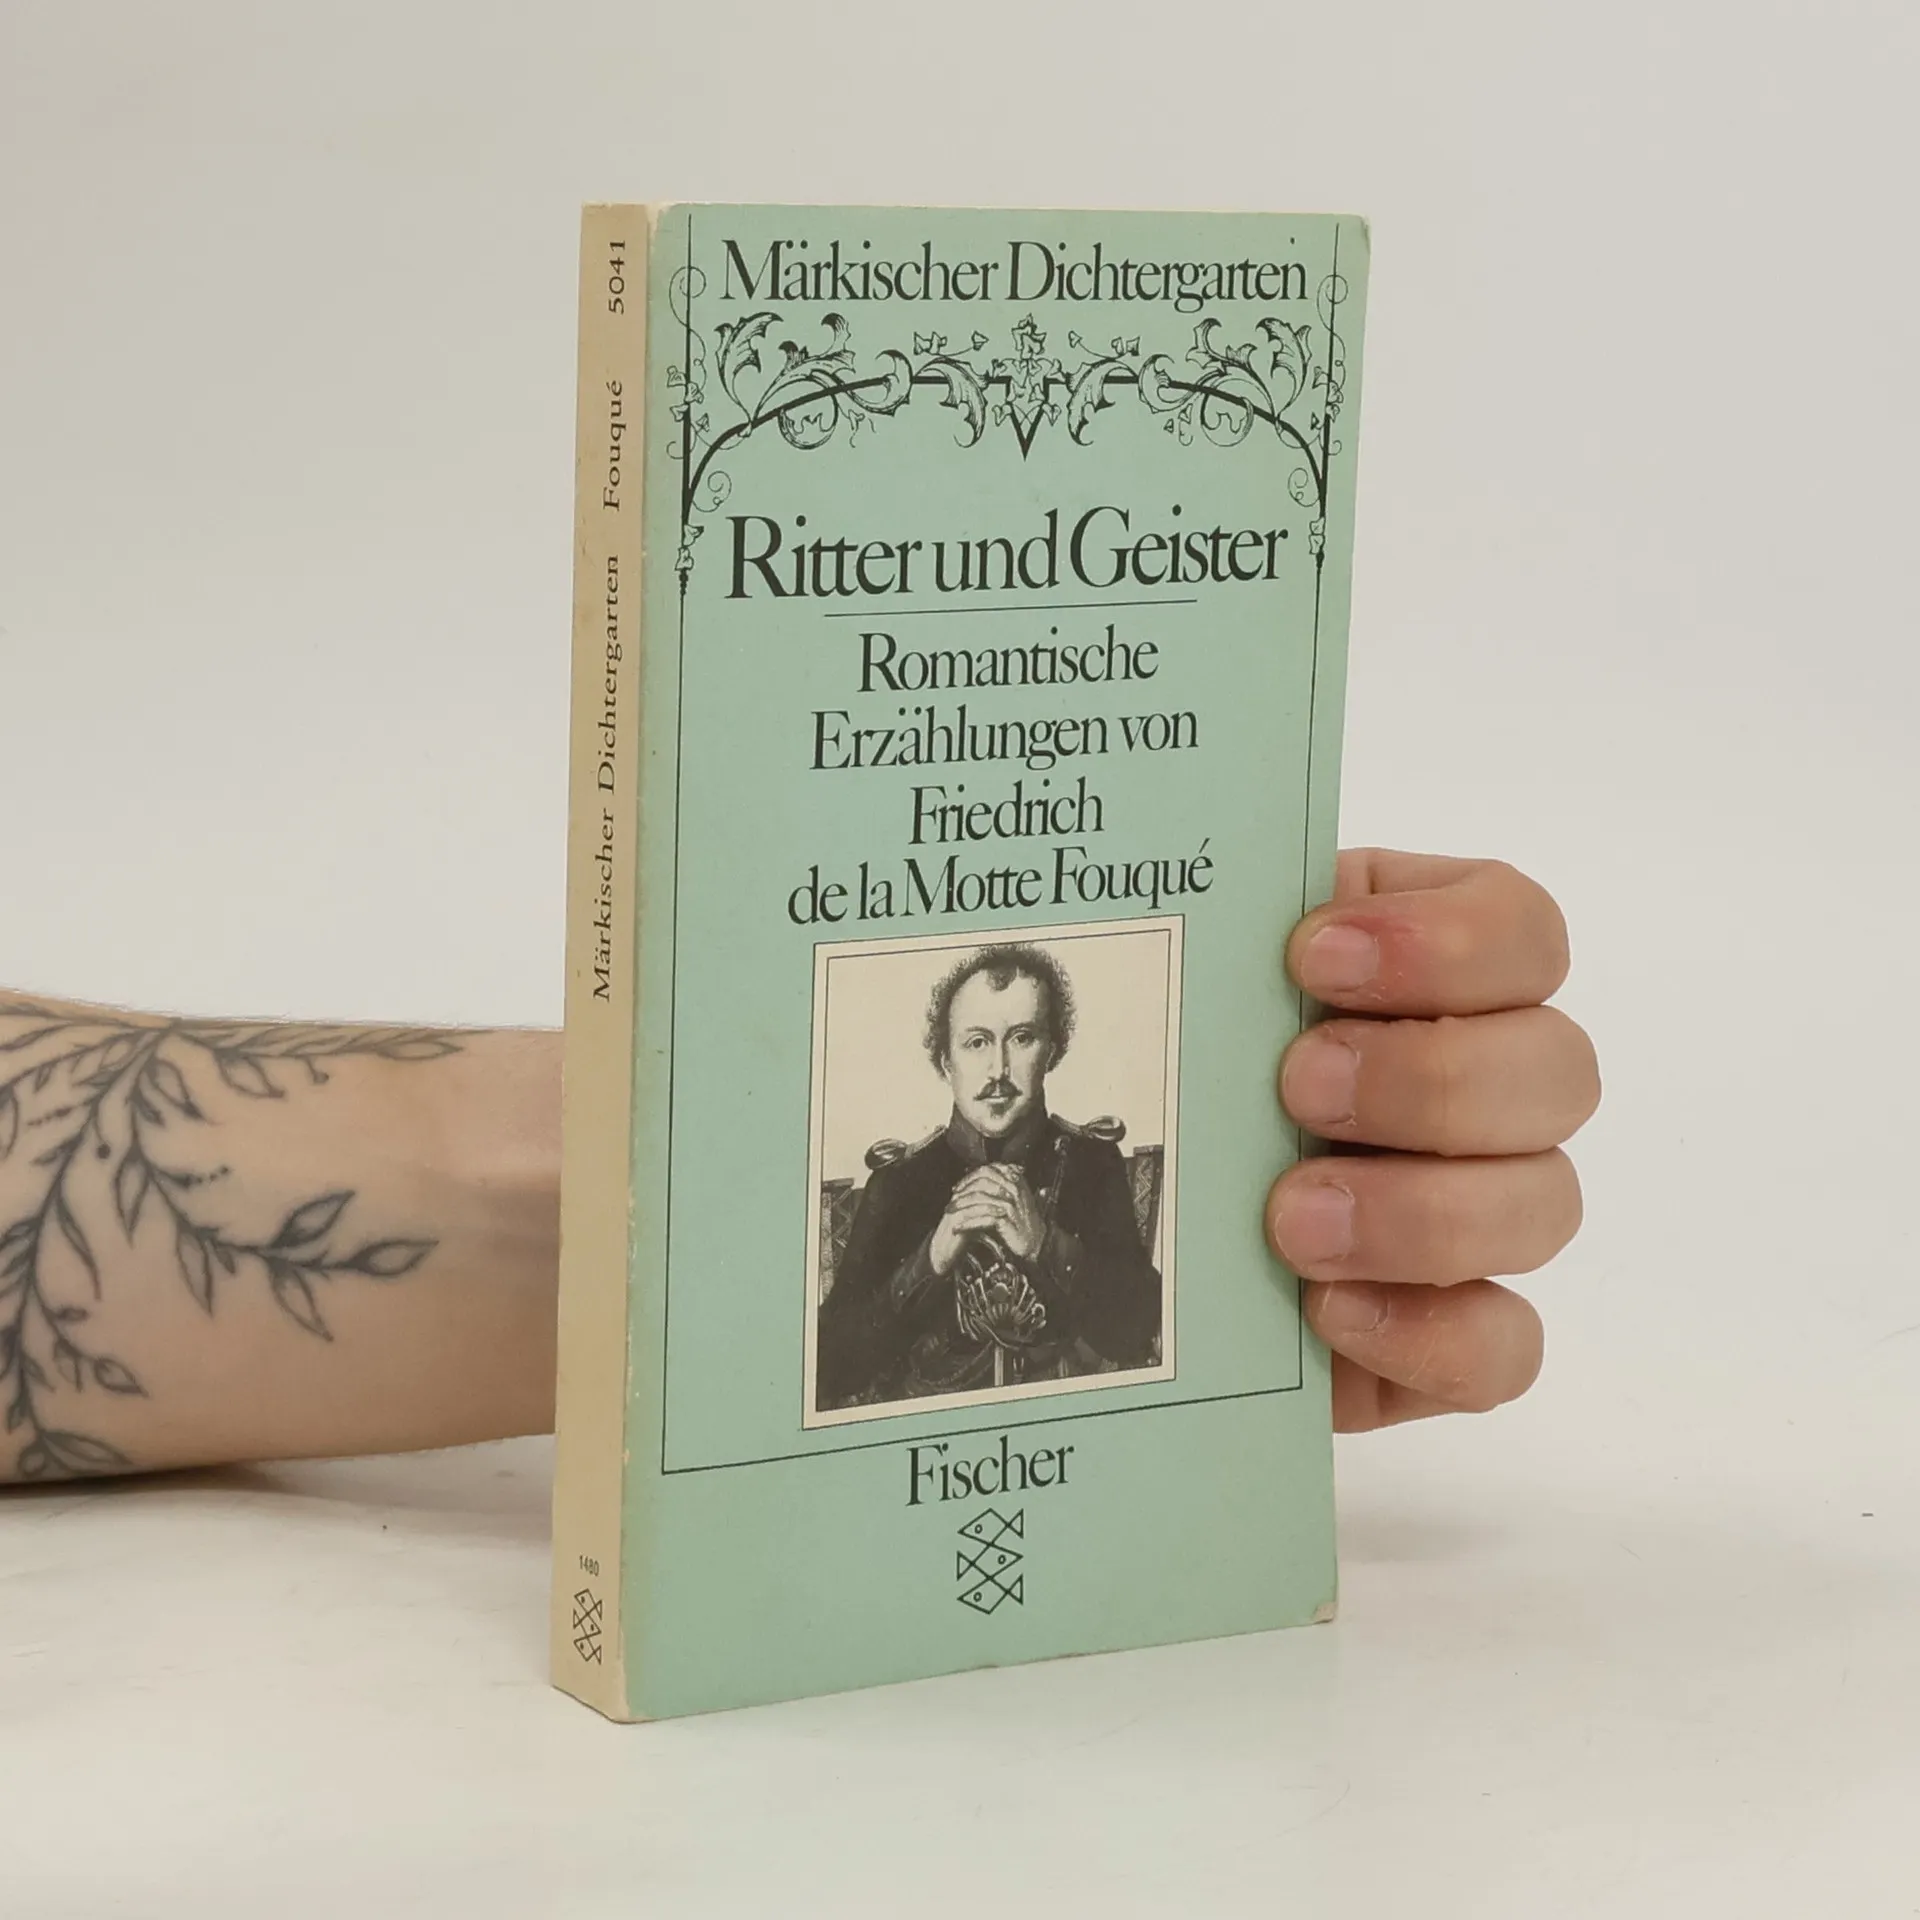 Märkischer Dichtergarten
Ritter und Geister
Romantische
Erzählungen von
Friedrich
de la Motte Fouqué
Fischer
Märkischer Dichtergarten Fouqué 5041
1480